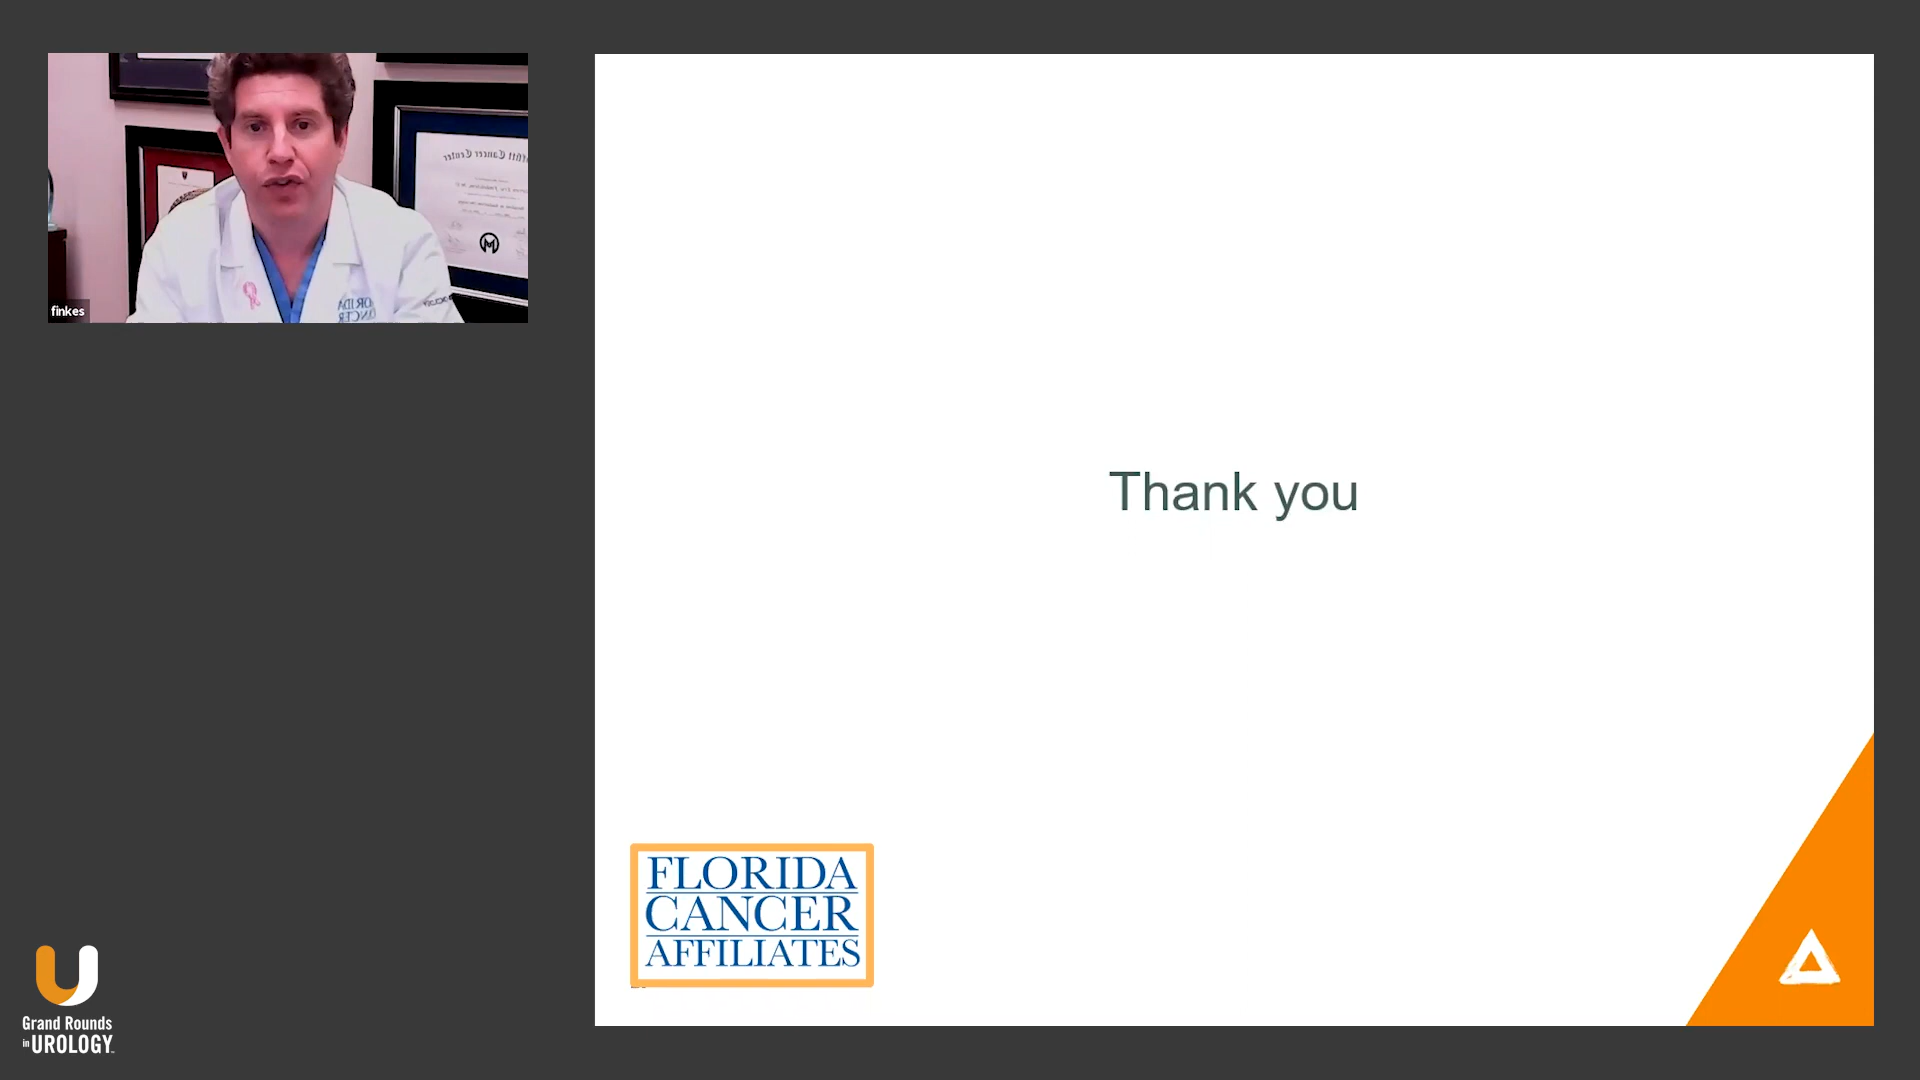 finkes
Thank you
FLORIDA
CANCER
AFFILIATES
Grand Rounds
in UROLOGY